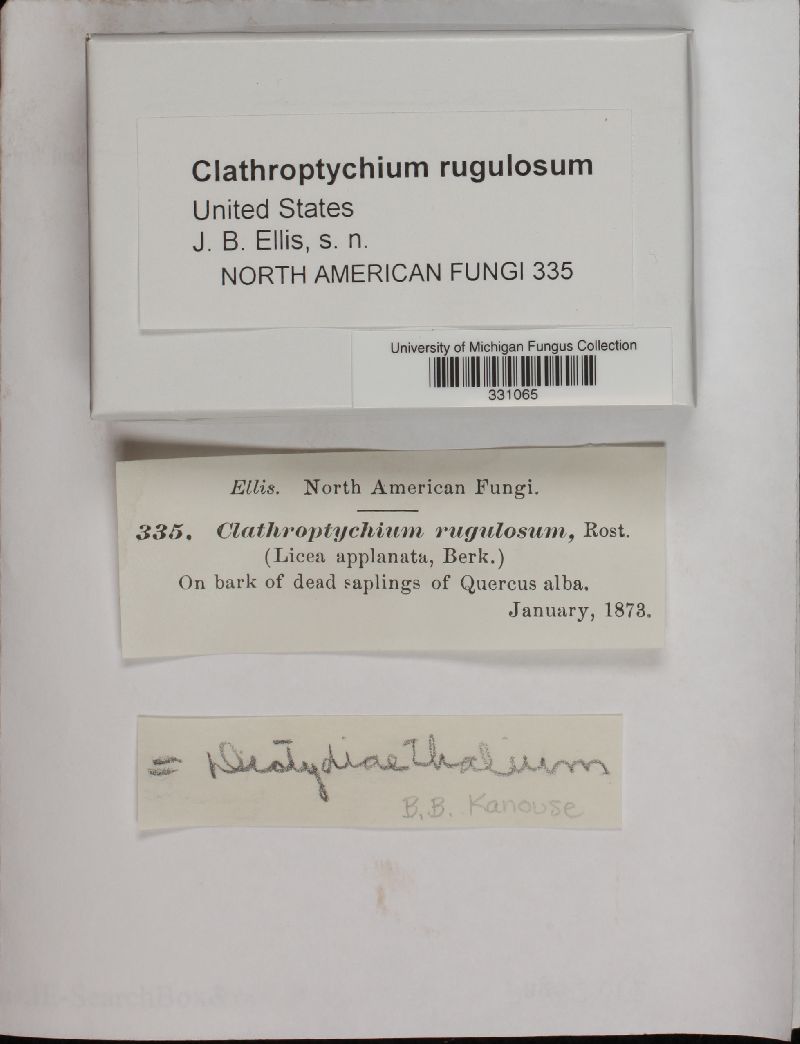 Clathroptychium rugulosum
United States
J. B. Ellis, s. n.
NORTH AMERICAN FUNGI 335
University of Michigan Fungus Collection
331065
Ellis. North American Fungi.
335. Clathroptychium rugulosum, Rost.
(Licea applanata, Berk.)
On bark of dead saplings of Quercus alba.
January, 1873.
= Dictydiaethalium
B. B. Kanouse